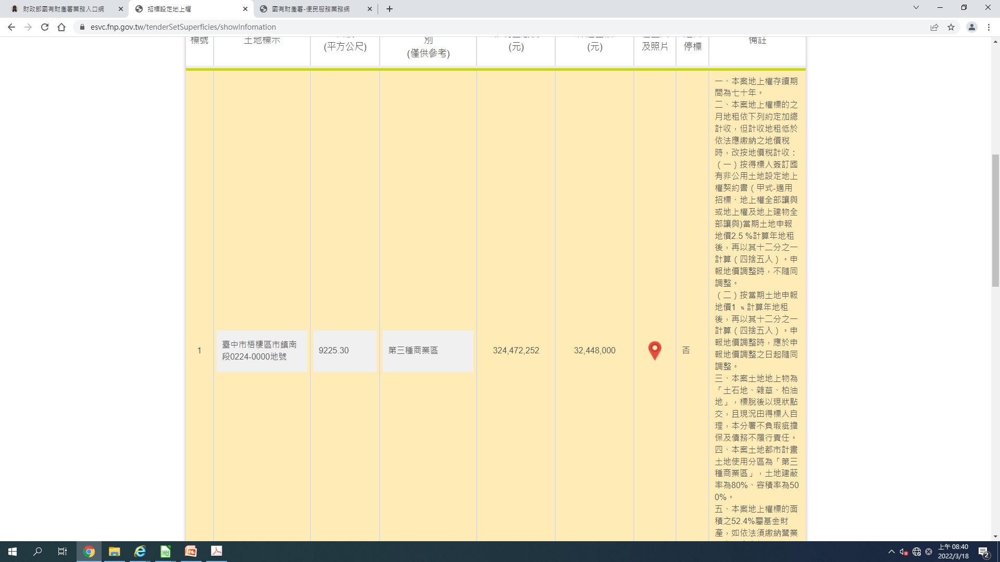 財政部國有財產署業務入口網
招標設定地上權
國有財產署-便民服務業務網
esvc.fnp.gov.tw/tenderSetSuperficies/showInfomation
標號
土地標示
(平方公尺)
別
(僅供參考)
(元)
(元)
及照片
停標
備註
1
臺中市梧棲區市鎮南
段0224-0000地號
9225.30
第三種商業區
324,472,252
32,448,000
否
一、本案地上權存續期
間為七十年。
二、本案地上權標的之
月地租依下列約定加總
計收，但計收地租低於
依法應繳納之地價稅
時，改按地價稅計收：
（一）按得標人簽訂國
有非公用土地設定地上
權契約書（甲式-適用
招標、地上權全部讓與
或地上權及地上建物全
部讓與)當期土地申報
地價2.5 %計算年地租
後，再以其十二分之一
計算（四捨五入）。申
報地價調整時，不隨同
調整。
（二）按當期土地申報
地價1 ﹪計算年地租
後，再以其十二分之一
計算（四捨五入）。申
報地價調整時，應於申
報地價調整之日起隨同
調整。
三、本案土地地上物為
「土石地、雜草、柏油
地」，標脫後以現狀點
交，且現況由得標人自
理，本分署不負瑕疵擔
保及債務不履行責任。
四、本案土地都市計畫
土地使用分區為「第三
種商業區」，土地建蔽
率為80%、容積率為50
0%。
五、本案地上權標的面
積之52.4%屬基金財
產，如依法須繳納營業
上午 08:40
2022/3/18
2